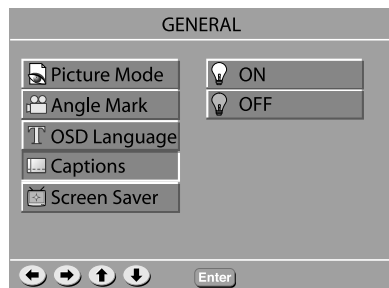 GENERAL
Picture Mode
Angle Mark
T OSD Language
Captions
Screen Saver
ON
OFF
Enter